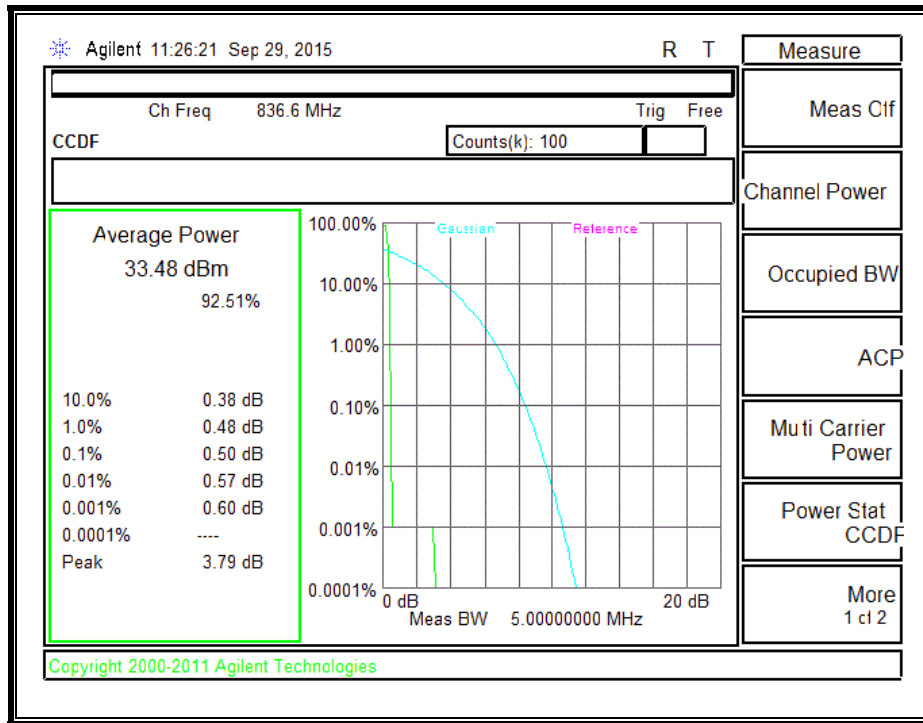 Agilent 11:26:21 Sep 29, 2015 R T
Measure
Ch Freq 836.6 MHz Trig Free
Meas Off
CCDF Counts(k): 100
Channel Power
Average Power
33.48 dBm
92.51%
10.0% 0.38 dB
1.0% 0.48 dB
0.1% 0.50 dB
0.01% 0.57 dB
0.001% 0.60 dB
0.0001% ----
Peak 3.79 dB
Gaussian Reference
100.00%
10.00%
1.00%
0.10%
0.01%
0.001%
0.0001%
0 dB 20 dB
Meas BW 5.00000000 MHz
Occupied BW
ACP
Multi Carrier
Power
Power Stat
CCDF
More
1 of 2
Copyright 2000-2011 Agilent Technologies